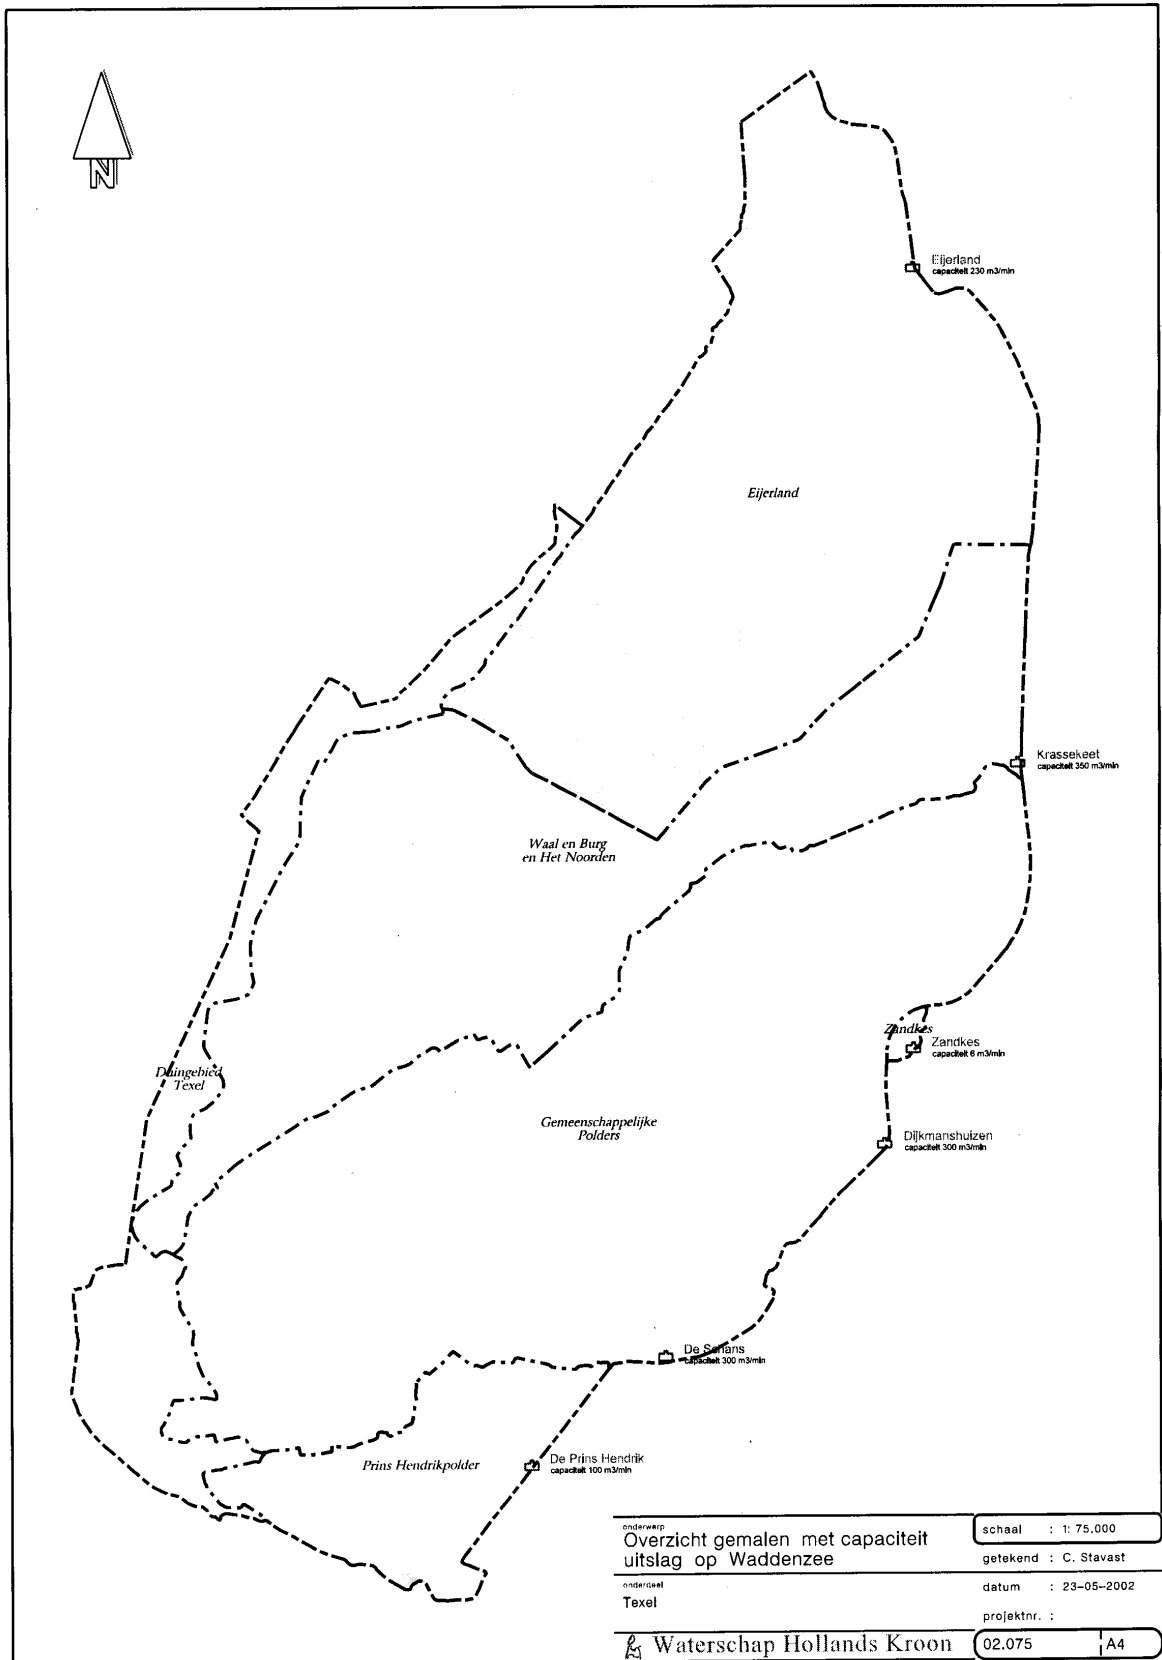 N
Eijerland
capaciteit 230 m3/min
Eijerland
Krassekeet
capaciteit 350 m3/min
Waal en Burg
en Het Noorden
Zandkes
Zandkes
capaciteit 6 m3/min
Duingebied
Texel
Gemeenschappelijke
Polders
Dijkmanshuizen
capaciteit 300 m3/min
De Schans
capaciteit 300 m3/min
Prins Hendrikpolder
De Prins Hendrik
capaciteit 100 m3/min
onderwerp
Overzicht gemalen met capaciteit
uitslag op Waddenzee
schaal : 1: 75.000
getekend : C. Stavast
onderdeel
Texel
datum : 23-05-2002
projektnr. :
Waterschap Hollands Kroon
02.075
A4